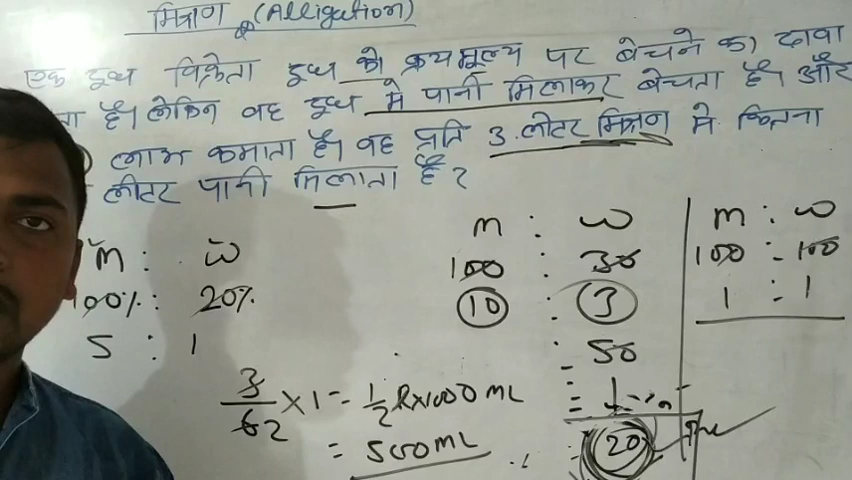 मिश्रण (Alligation)
एक दुध विक्रेता दुध को क्रयमूल्य पर बेचने का दावा
है। लेकिन वह दुध मे पानी मिलाकर बेचता है। और
लाभ कमाता है। वह प्रति 3 लीटर मिश्रण मे कितना
लीटर पानी मिलाता है?
m : w
100% : 20%
5 : 1
3/6 2 × 1 = 1/2 l × 1000 ML
= 500ML
m : w
100 : 30
10 : 3
: 50
20
m : w
100 : 100
1 : 1